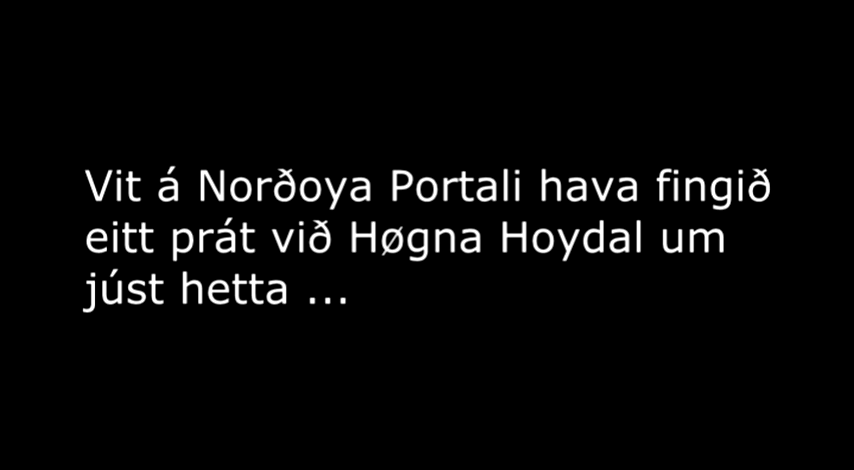 Vit á Norðoya Portali hava fingið
eitt prát við Høgna Hoydal um
júst hetta ...